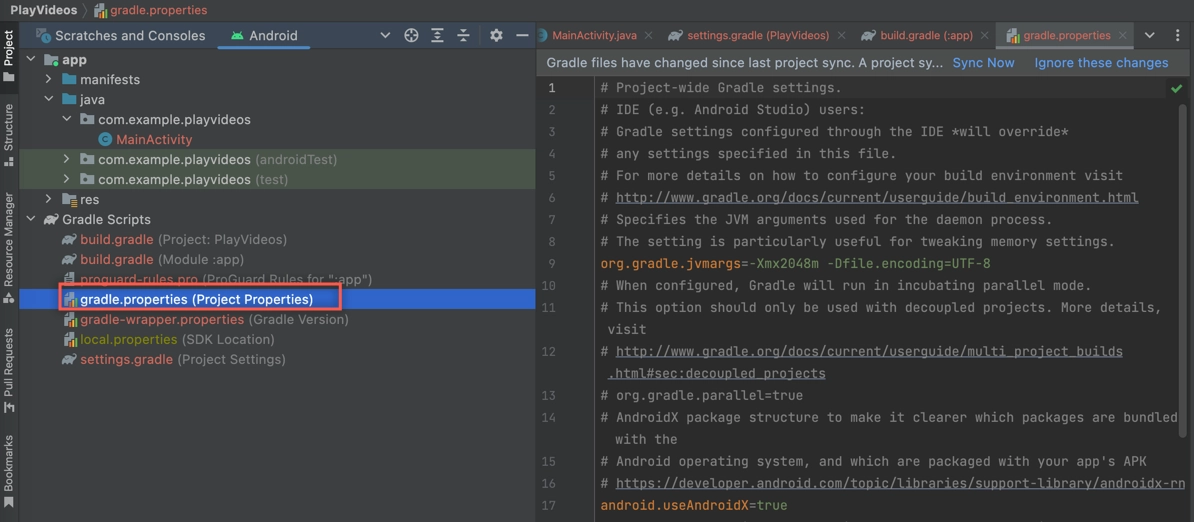 PlayVideos
gradle.properties
Project
Structure
Resource Manager
Pull Requests
Bookmarks
Scratches and Consoles
Android
app
manifests
java
com.example.playvideos
MainActivity
com.example.playvideos (androidTest)
com.example.playvideos (test)
res
Gradle Scripts
build.gradle (Project: PlayVideos)
build.gradle (Module :app)
proguard-rules.pro (ProGuard Rules for ":app")
gradle.properties (Project Properties)
gradle-wrapper.properties (Gradle Version)
local.properties (SDK Location)
settings.gradle (Project Settings)
MainActivity.java
settings.gradle (PlayVideos)
build.gradle (:app)
gradle.properties
Gradle files have changed since last project sync. A project sy... Sync Now Ignore these changes
1 # Project-wide Gradle settings.
2 # IDE (e.g. Android Studio) users:
3 # Gradle settings configured through the IDE *will override*
4 # any settings specified in this file.
5 # For more details on how to configure your build environment visit
6 # http://www.gradle.org/docs/current/userguide/build_environment.html
7 # Specifies the JVM arguments used for the daemon process.
8 # The setting is particularly useful for tweaking memory settings.
9 org.gradle.jvmargs=-Xmx2048m -Dfile.encoding=UTF-8
10 # When configured, Gradle will run in incubating parallel mode.
11 # This option should only be used with decoupled projects. More details,
visit
12 # http://www.gradle.org/docs/current/userguide/multi_project_builds
.html#sec:decoupled_projects
13 # org.gradle.parallel=true
14 # AndroidX package structure to make it clearer which packages are bundled
with the
15 # Android operating system, and which are packaged with your app's APK
16 # https://developer.android.com/topic/libraries/support-library/androidx-rn
17 android.useAndroidX=true